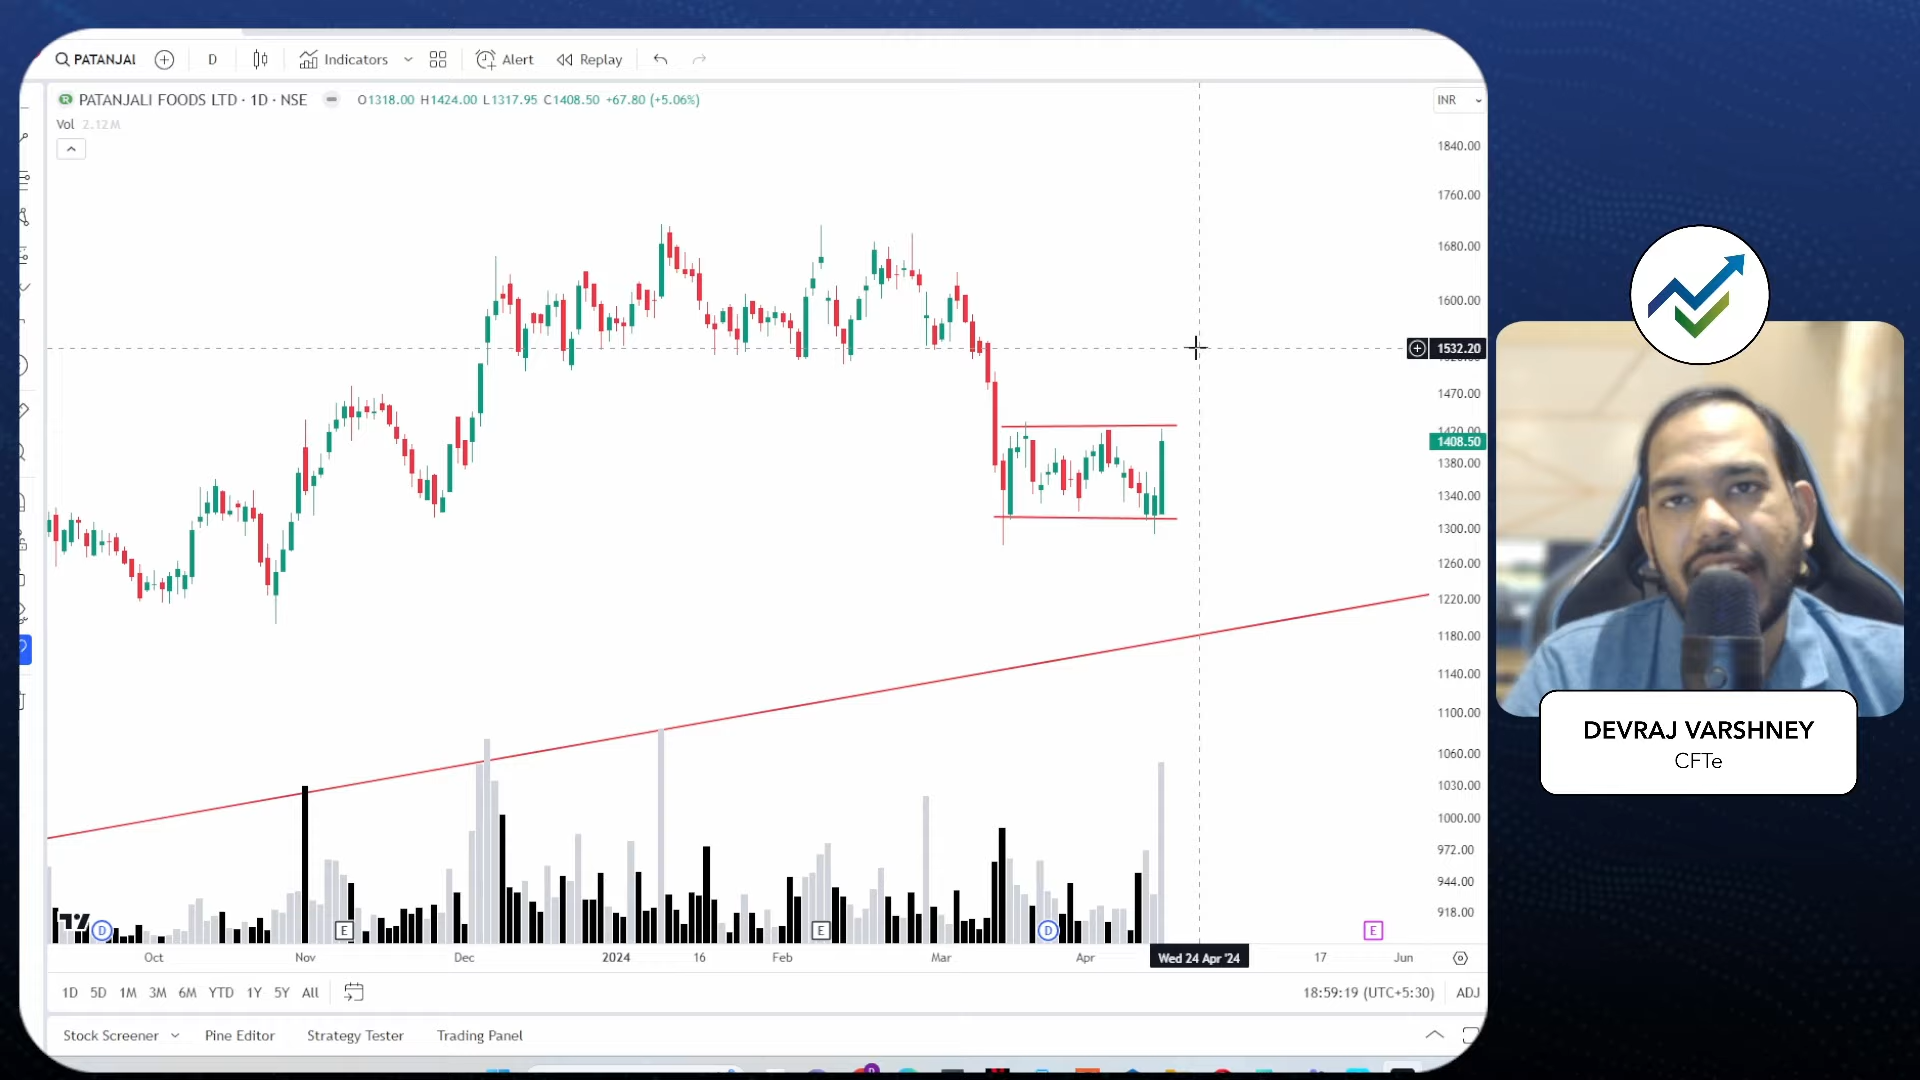 PATANJAL
D
Indicators
Alert
Replay
PATANJALI FOODS LTD · 1D · NSE
O1318.00 H1424.00 L1317.95 C1408.50 +67.80 (+5.06%)
INR
Vol 2.12M
1840.00
1760.00
1680.00
1600.00
1532.20
1470.00
1408.50
1380.00
1340.00
1300.00
1260.00
1220.00
1180.00
1140.00
1100.00
1060.00
1030.00
1000.00
972.00
944.00
918.00
D
E
E
D
E
Oct
Nov
Dec
2024
16
Feb
Mar
Apr
Wed 24 Apr '24
17
Jun
1D 5D 1M 3M 6M YTD 1Y 5Y All
18:59:19 (UTC+5:30) ADJ
Stock Screener
Pine Editor
Strategy Tester
Trading Panel
DEVRAJ VARSHNEY
CFTe